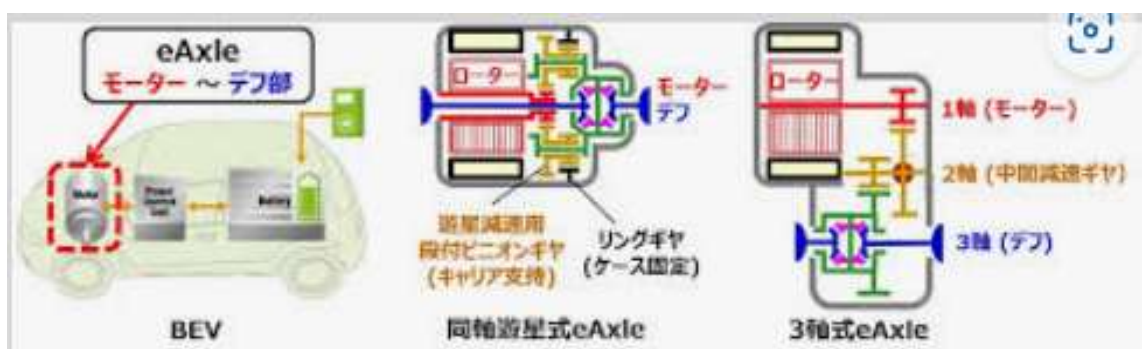 eAxle
モーター ～ デフ部
Motor
Power
Control
Unit
Battery
BEV
ローター
モーター
デフ
遊星減速用
段付ピニオンギヤ
(キャリア支持)
リングギヤ
(ケース固定)
同軸遊星式eAxle
ローター
1軸 (モーター)
2軸 (中間減速ギヤ)
3軸 (デフ)
3軸式eAxle